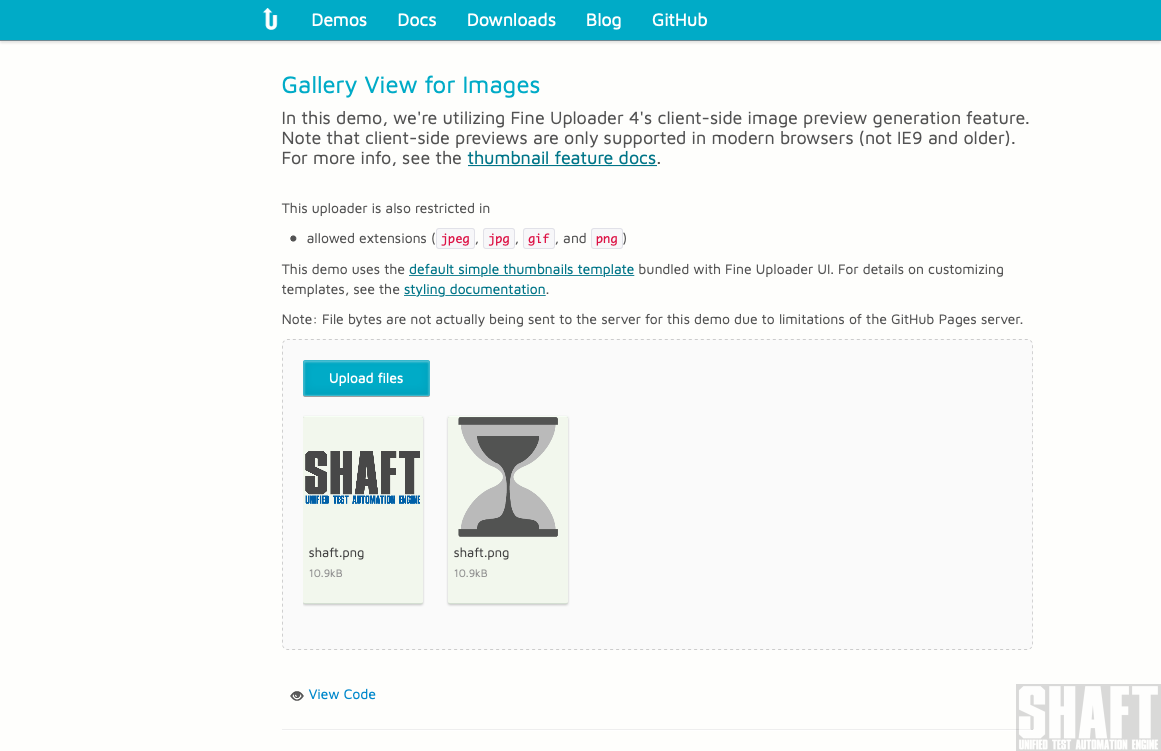 Demos Docs Downloads Blog GitHub
Gallery View for Images
In this demo, we're utilizing Fine Uploader 4's client-side image preview generation feature.
Note that client-side previews are only supported in modern browsers (not IE9 and older).
For more info, see the thumbnail feature docs.
This uploader is also restricted in
allowed extensions (jpeg, jpg, gif, and png)
This demo uses the default simple thumbnails template bundled with Fine Uploader UI. For details on customizing
templates, see the styling documentation.
Note: File bytes are not actually being sent to the server for this demo due to limitations of the GitHub Pages server.
Upload files
SHAFT
UNIFIED TEST AUTOMATION ENGINE
shaft.png
10.9kB
shaft.png
10.9kB
View Code
SHAFT
UNIFIED TEST AUTOMATION ENGINE